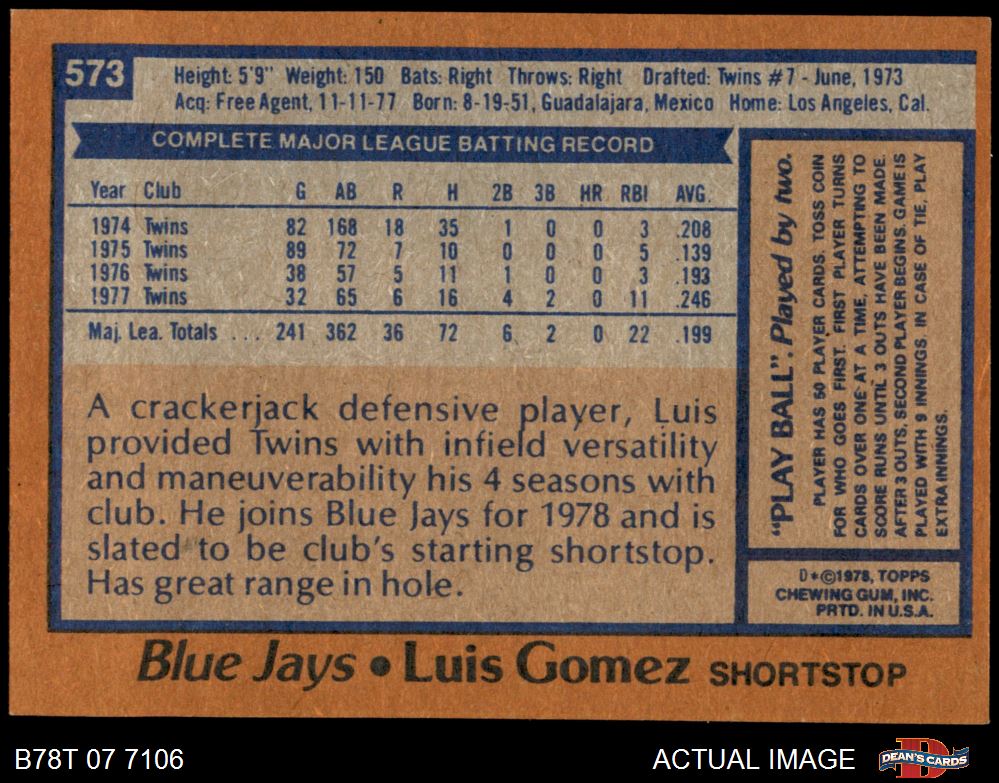 573
Height: 5'9" Weight: 150 Bats: Right Throws: Right Drafted: Twins #7 - June, 1973
Acq: Free Agent, 11-11-77 Born: 8-19-51, Guadalajara, Mexico Home: Los Angeles, Cal.
COMPLETE MAJOR LEAGUE BATTING RECORD
Year Club G AB R H 2B 3B HR RBI AVG.
1974 Twins 82 168 18 35 1 0 0 3 .208
1975 Twins 89 72 7 10 0 0 0 5 .139
1976 Twins 38 57 5 11 1 0 0 3 .193
1977 Twins 32 65 6 16 4 2 0 11 .246
Maj. Lea. Totals . . . 241 362 36 72 6 2 0 22 .199
A crackerjack defensive player, Luis
provided Twins with infield versatility
and maneuverability his 4 seasons with
club. He joins Blue Jays for 1978 and is
slated to be club's starting shortstop.
Has great range in hole.
"PLAY BALL". Played by two.
PLAYER HAS 50 PLAYER CARDS. TOSS COIN
FOR WHO GOES FIRST. FIRST PLAYER TURNS
CARDS OVER ONE AT A TIME, ATTEMPTING TO
SCORE RUNS UNTIL 3 OUTS HAVE BEEN MADE.
AFTER 3 OUTS, SECOND PLAYER BEGINS. GAME IS
PLAYED WITH 9 INNINGS. IN CASE OF TIE, PLAY
EXTRA INNINGS.
D*©1978, TOPPS
CHEWING GUM, INC.
PRTD. IN U.S.A.
Blue Jays • Luis Gomez SHORTSTOP
B78T 07 7106
ACTUAL IMAGE
D
DEAN'S CARDS